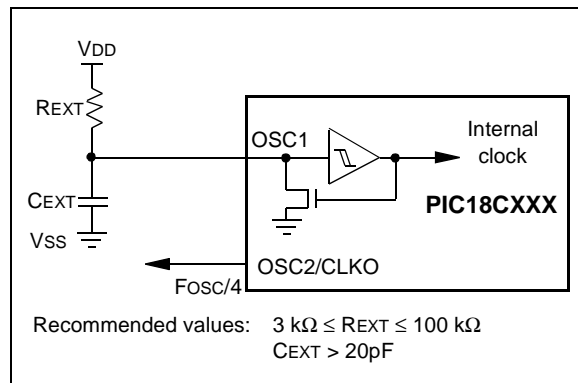 VDD
REXT
OSC1
Internal
clock
CEXT
PIC18CXXX
VSS
OSC2/CLKO
FOSC/4
Recommended values: 3 kΩ ≤ REXT ≤ 100 kΩ
CEXT > 20pF